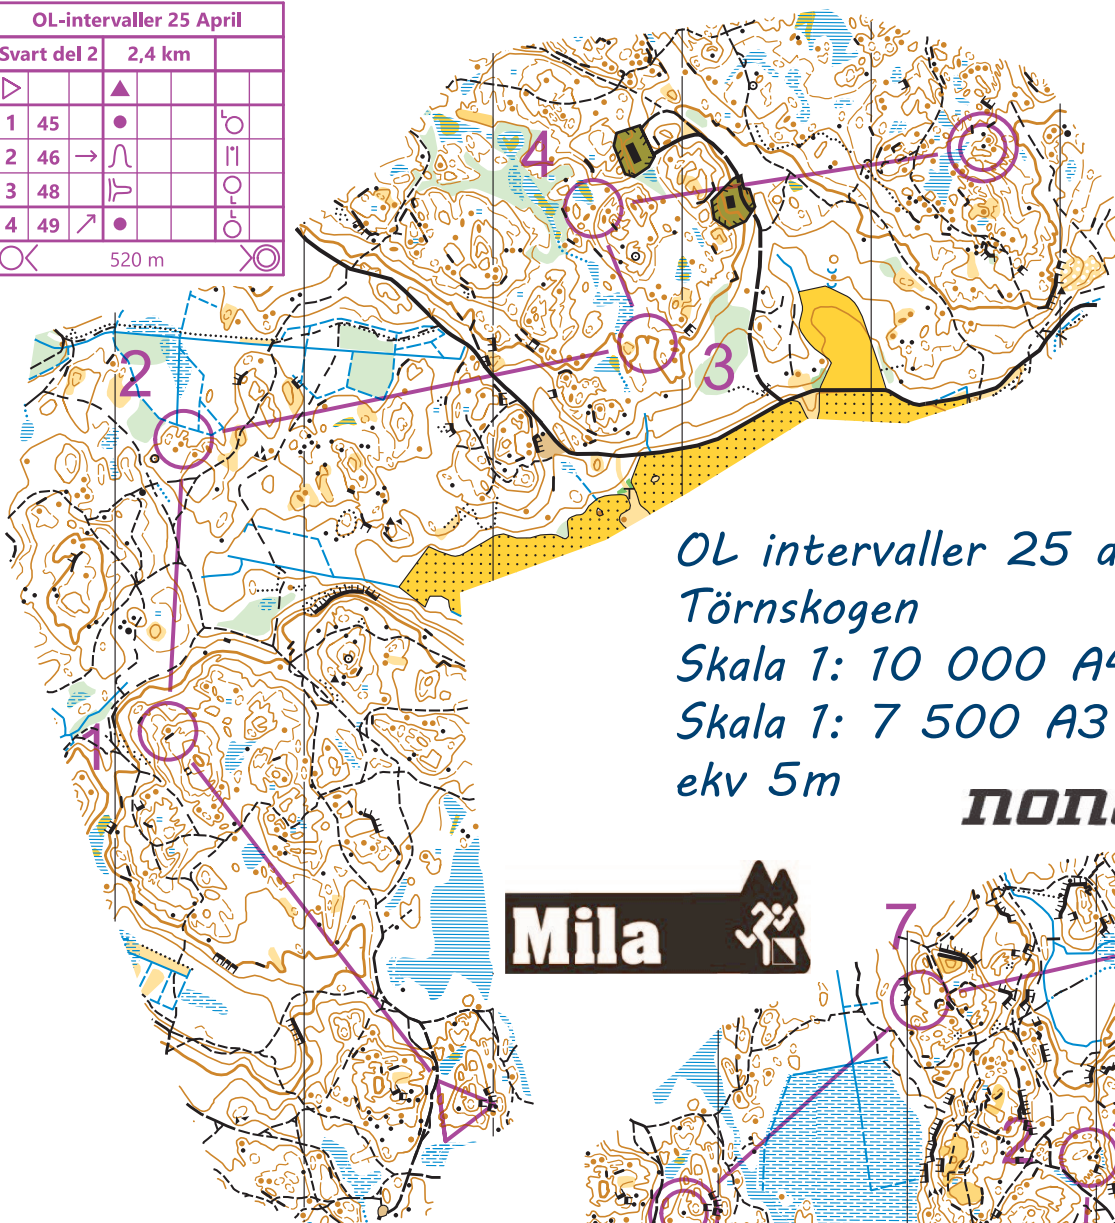 OL-intervaller 25 April
Svart del 2 2,4 km
1 45
2 46
3 48
4 49
520 m
4
2
3
1
OL intervaller 25
Törnskogen
Skala 1: 10 000
Skala 1: 7 500 A3
ekv 5m
Mila
7
2